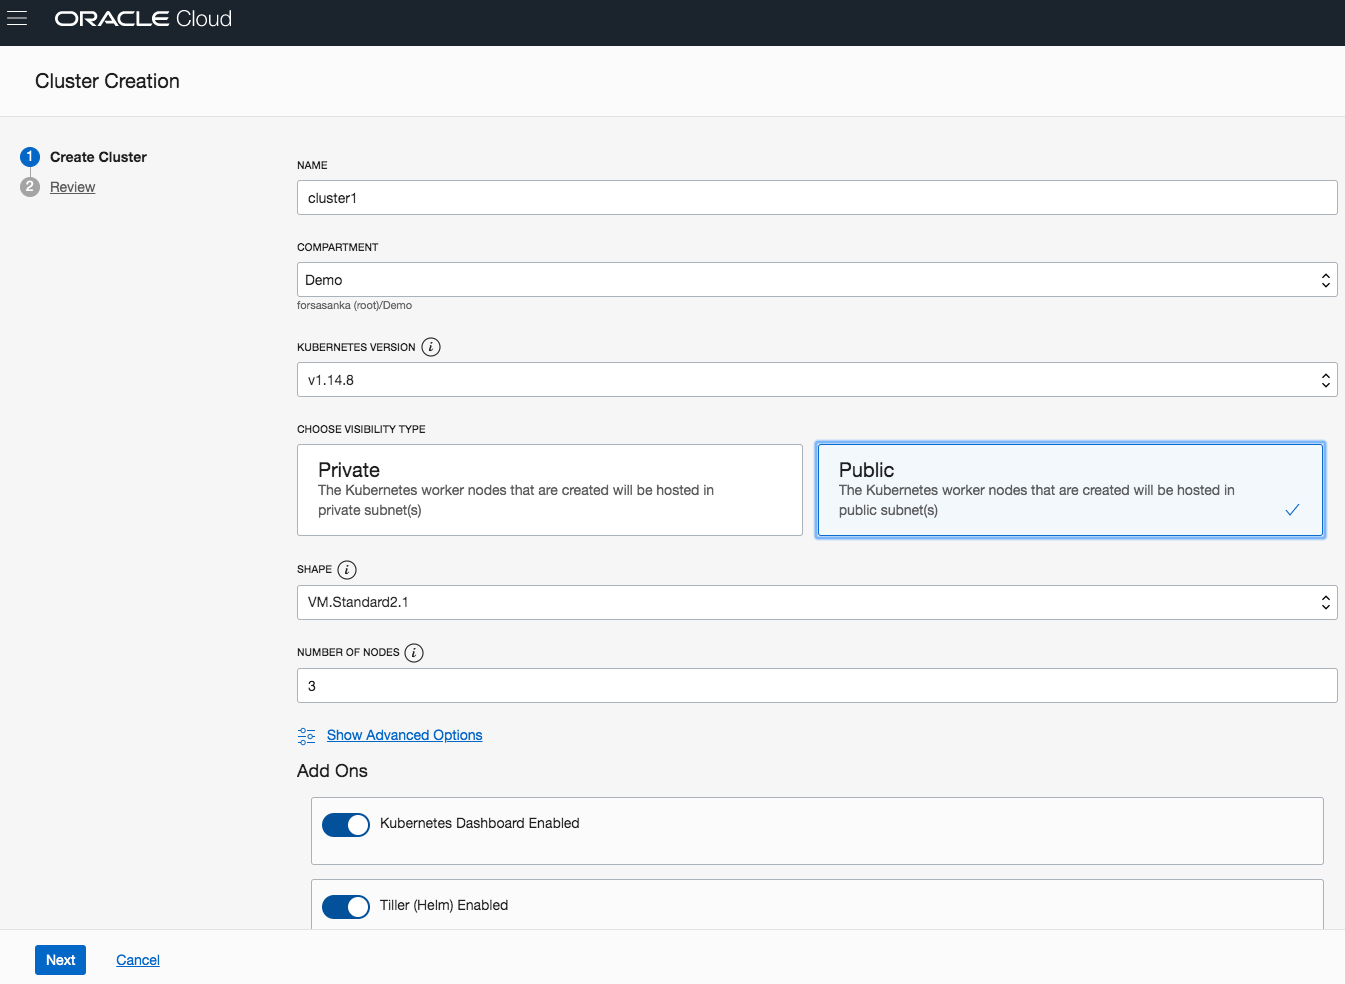 ORACLE Cloud
Cluster Creation
1 Create Cluster
2 Review
NAME
cluster1
COMPARTMENT
Demo
forsasanka (root)/Demo
KUBERNETES VERSION i
v1.14.8
CHOOSE VISIBILITY TYPE
Private
The Kubernetes worker nodes that are created will be hosted in
private subnet(s)
Public
The Kubernetes worker nodes that are created will be hosted in
public subnet(s)
SHAPE i
VM.Standard2.1
NUMBER OF NODES i
3
Show Advanced Options
Add Ons
Kubernetes Dashboard Enabled
Tiller (Helm) Enabled
Next Cancel